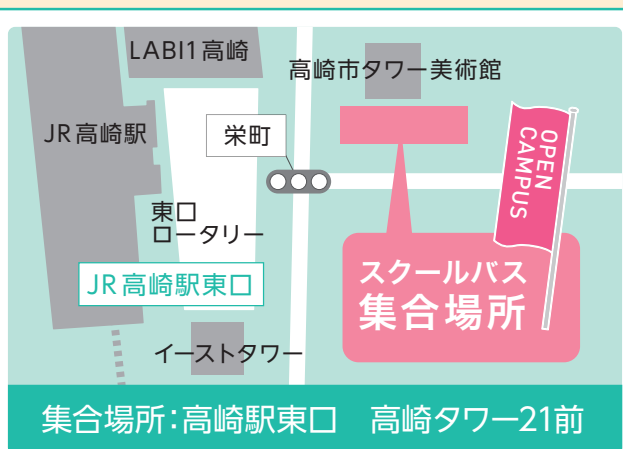 LABI1高崎
高崎市タワー美術館
JR高崎駅
栄町
OPEN
CAMPUS
東口
ロータリー
JR高崎駅東口
スクールバス
集合場所
イーストタワー
集合場所:高崎駅東口 高崎タワー21前